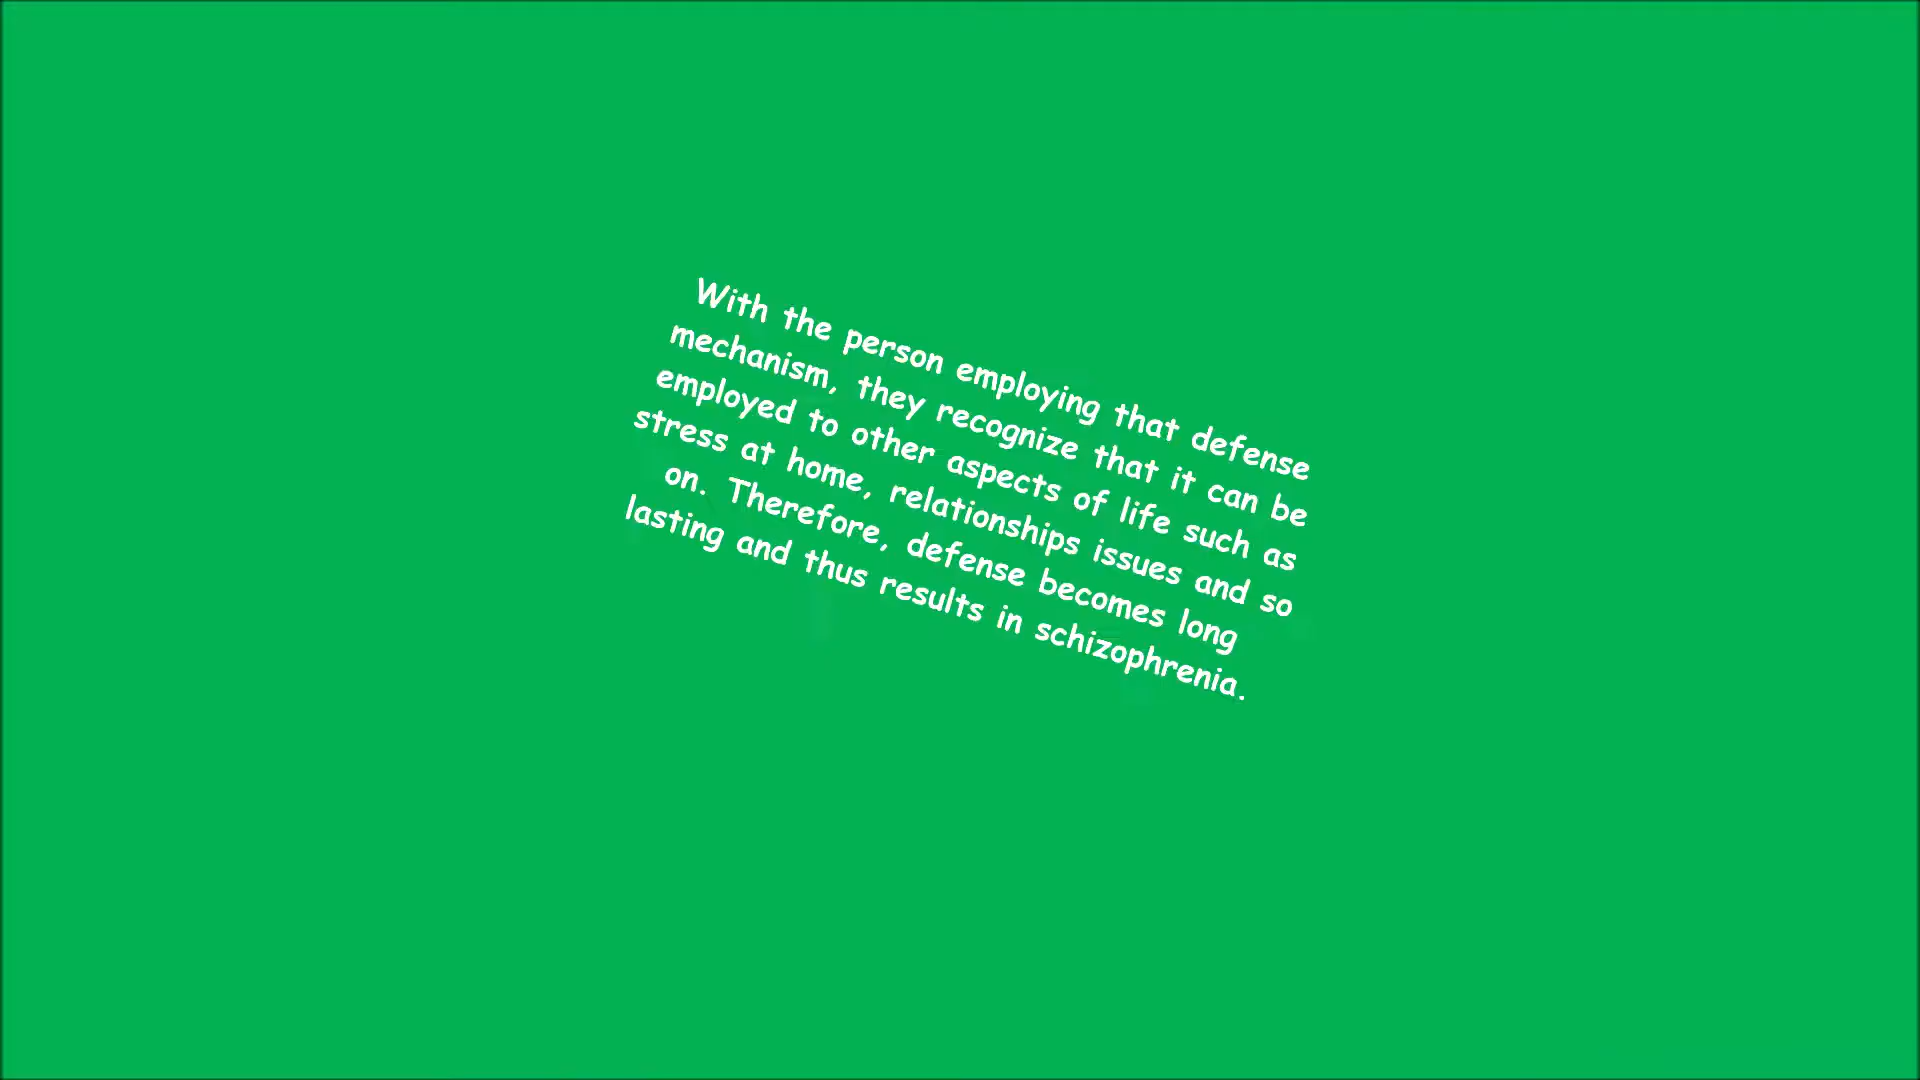 With the person employing that defense
mechanism, they recognize that it can be
employed to other aspects of life such as
stress at home, relationships issues and so
on. Therefore, defense becomes long
lasting and thus results in schizophrenia.